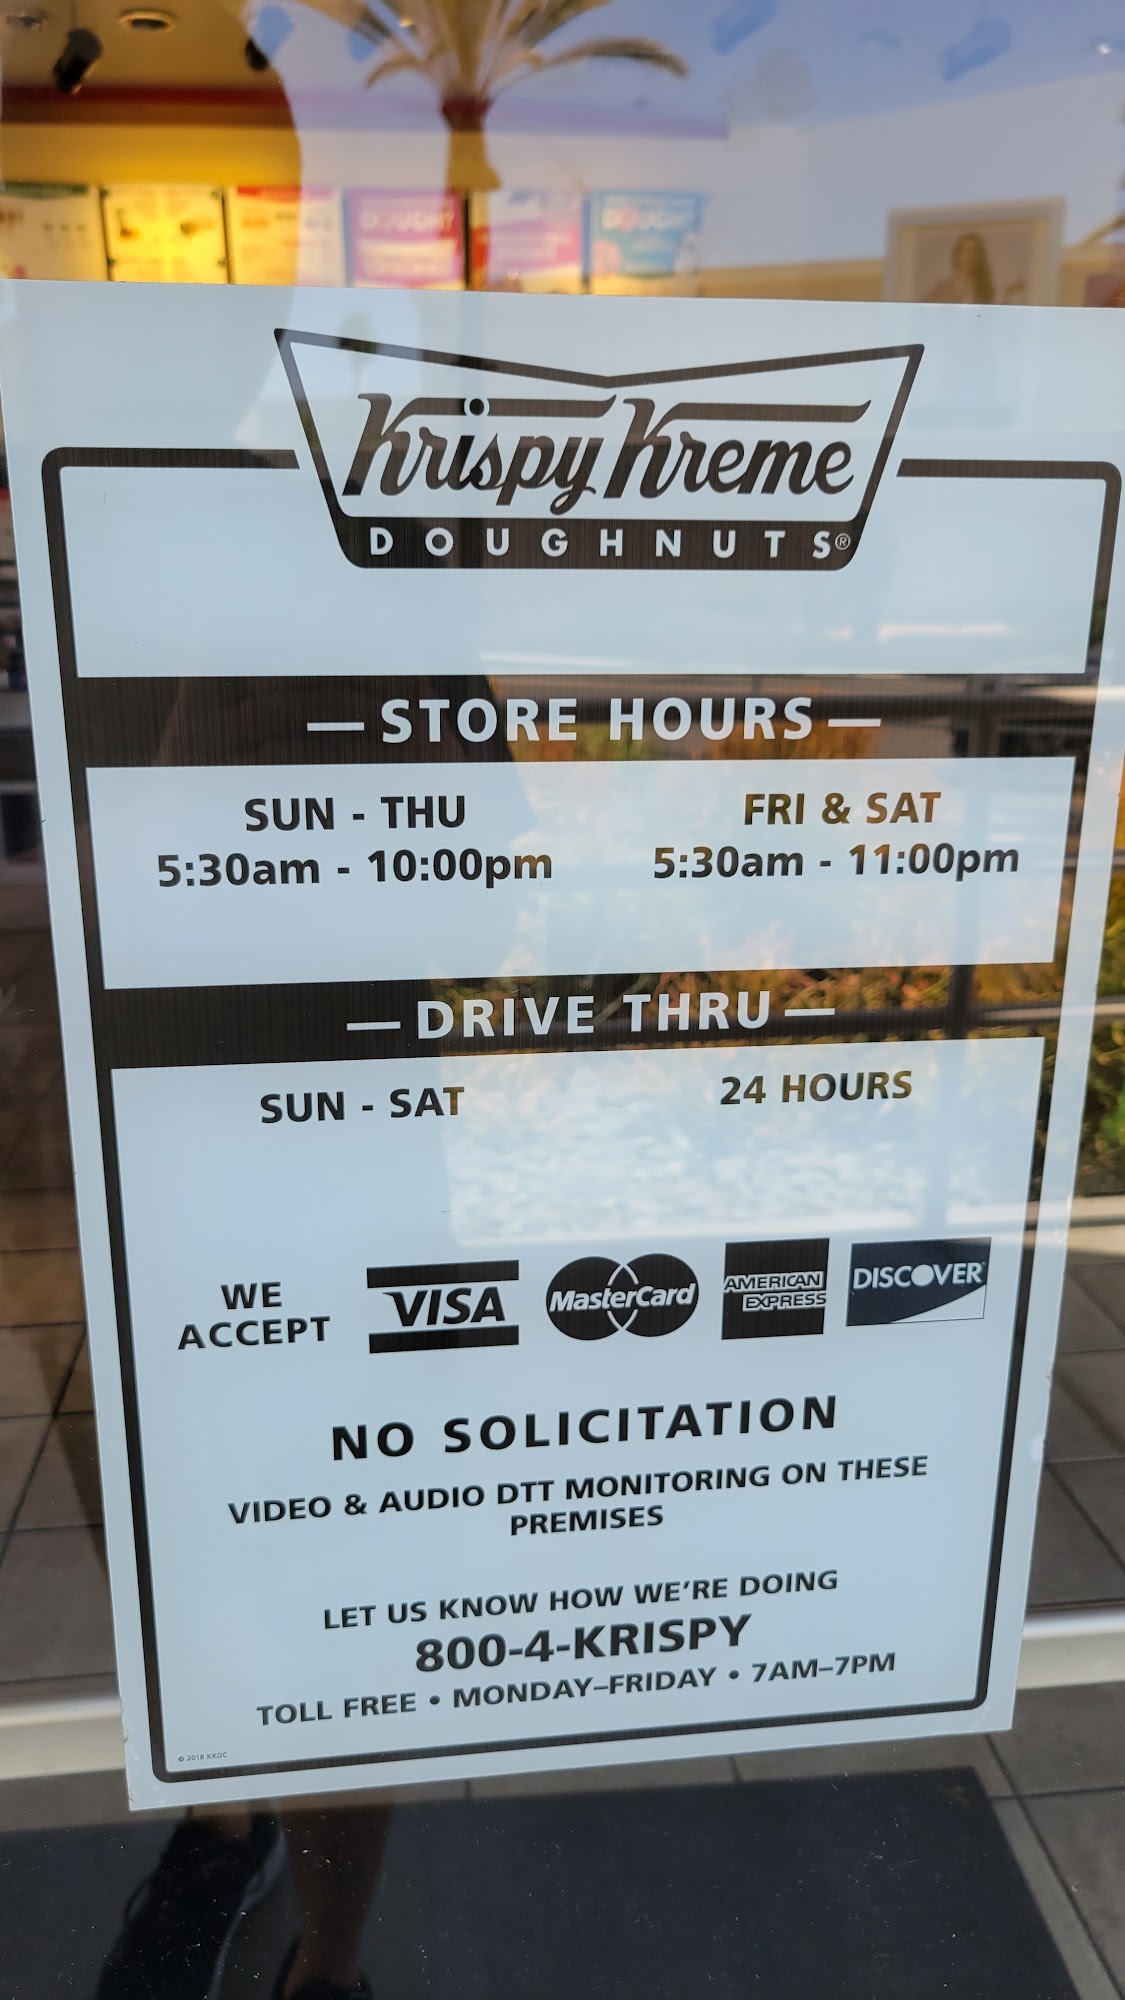 DOUGH?
DOUGH?
Krispy Kreme
DOUGHNUTS®
— STORE HOURS —
SUN - THU FRI & SAT
5:30am - 10:00pm 5:30am - 11:00pm
— DRIVE THRU —
SUN - SAT 24 HOURS
WE
ACCEPT
VISA
MasterCard
AMERICAN
EXPRESS
DISCOVER
NO SOLICITATION
VIDEO & AUDIO DTT MONITORING ON THESE
PREMISES
LET US KNOW HOW WE'RE DOING
800-4-KRISPY
TOLL FREE • MONDAY–FRIDAY • 7AM–7PM
© 2018 KKDC